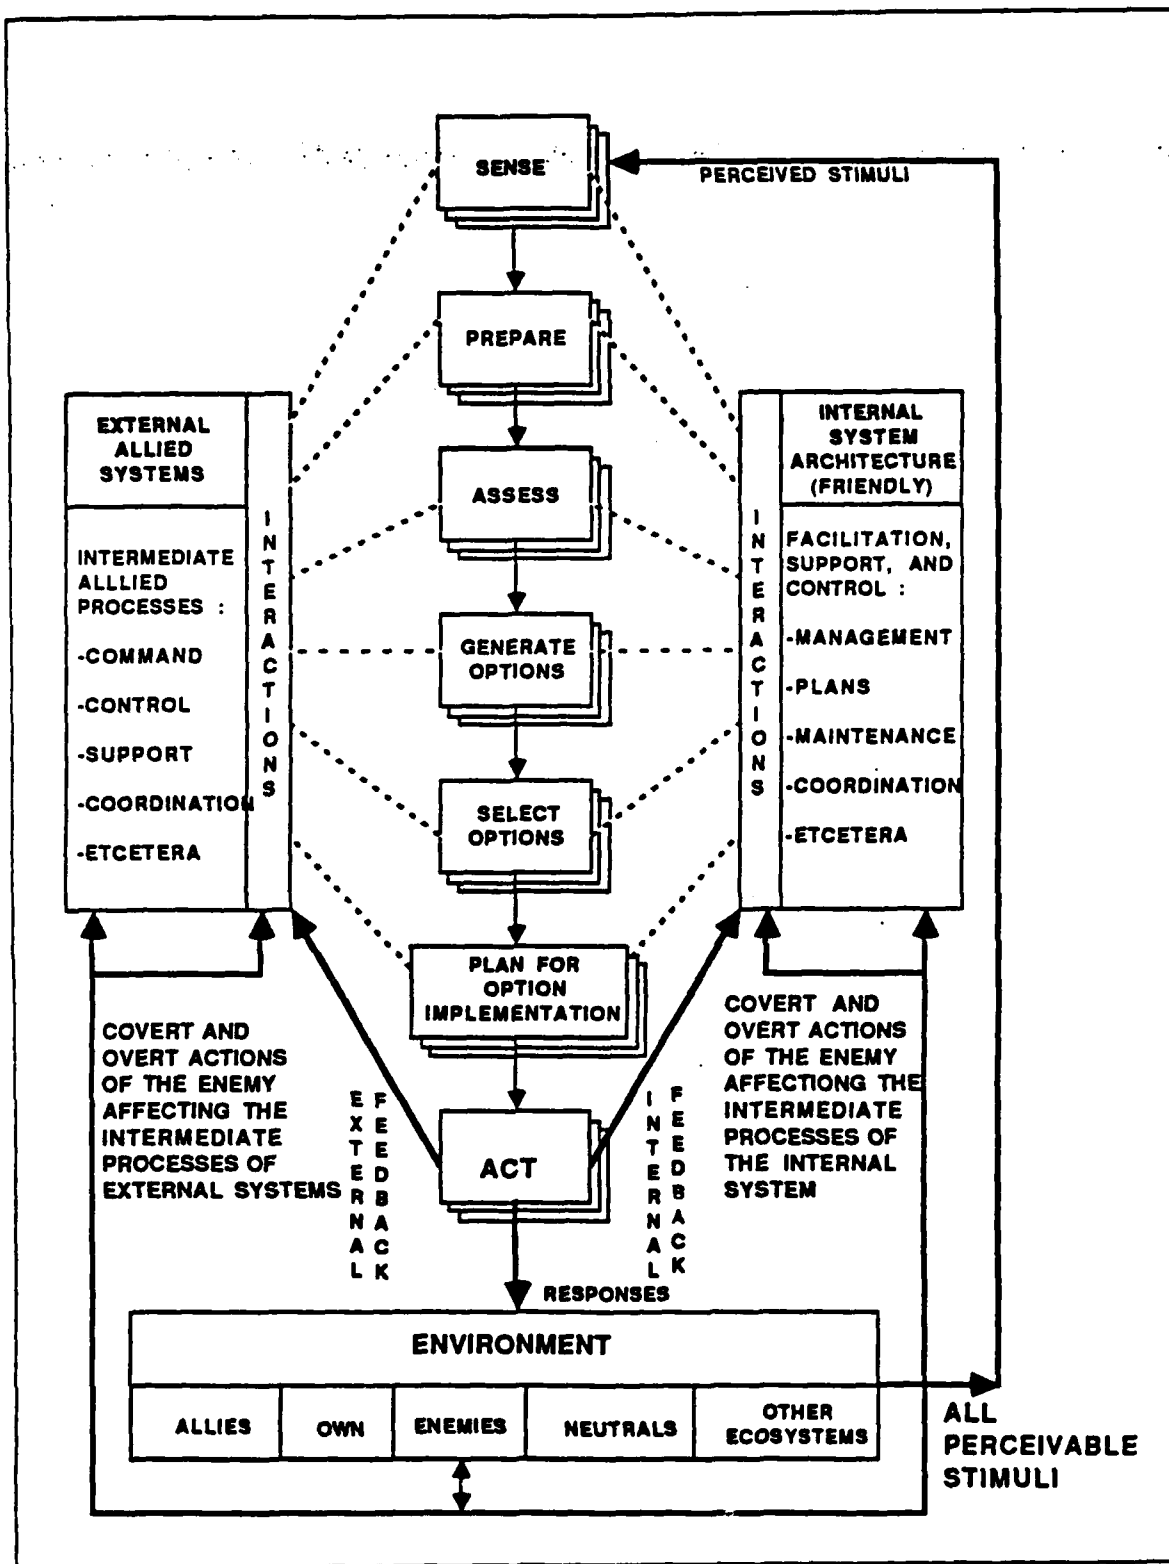 SENSE
PERCEIVED STIMULI
PREPARE
EXTERNAL
ALLIED
SYSTEMS
INTERACTIONS
INTERMEDIATE
ALLLIED
PROCESSES :
-COMMAND
-CONTROL
-SUPPORT
-COORDINATION
-ETCETERA
ASSESS
GENERATE
OPTIONS
SELECT
OPTIONS
PLAN FOR
OPTION
IMPLEMENTATION
INTERNAL
SYSTEM
ARCHITECTURE
(FRIENDLY)
INTERACTIONS
FACILITATION,
SUPPORT, AND
CONTROL :
-MANAGEMENT
-PLANS
-MAINTENANCE
-COORDINATION
-ETCETERA
COVERT AND
OVERT ACTIONS
OF THE ENEMY
AFFECTING THE
INTERMEDIATE
PROCESSES OF
EXTERNAL SYSTEMS
EXTERNAL
FEEDBACK
ACT
INTERNAL
FEEDBACK
COVERT AND
OVERT ACTIONS
OF THE ENEMY
AFFECTIONG THE
INTERMEDIATE
PROCESSES OF
THE INTERNAL
SYSTEM
RESPONSES
ENVIRONMENT
ALLIES
OWN
ENEMIES
NEUTRALS
OTHER
ECOSYSTEMS
ALL
PERCEIVABLE
STIMULI